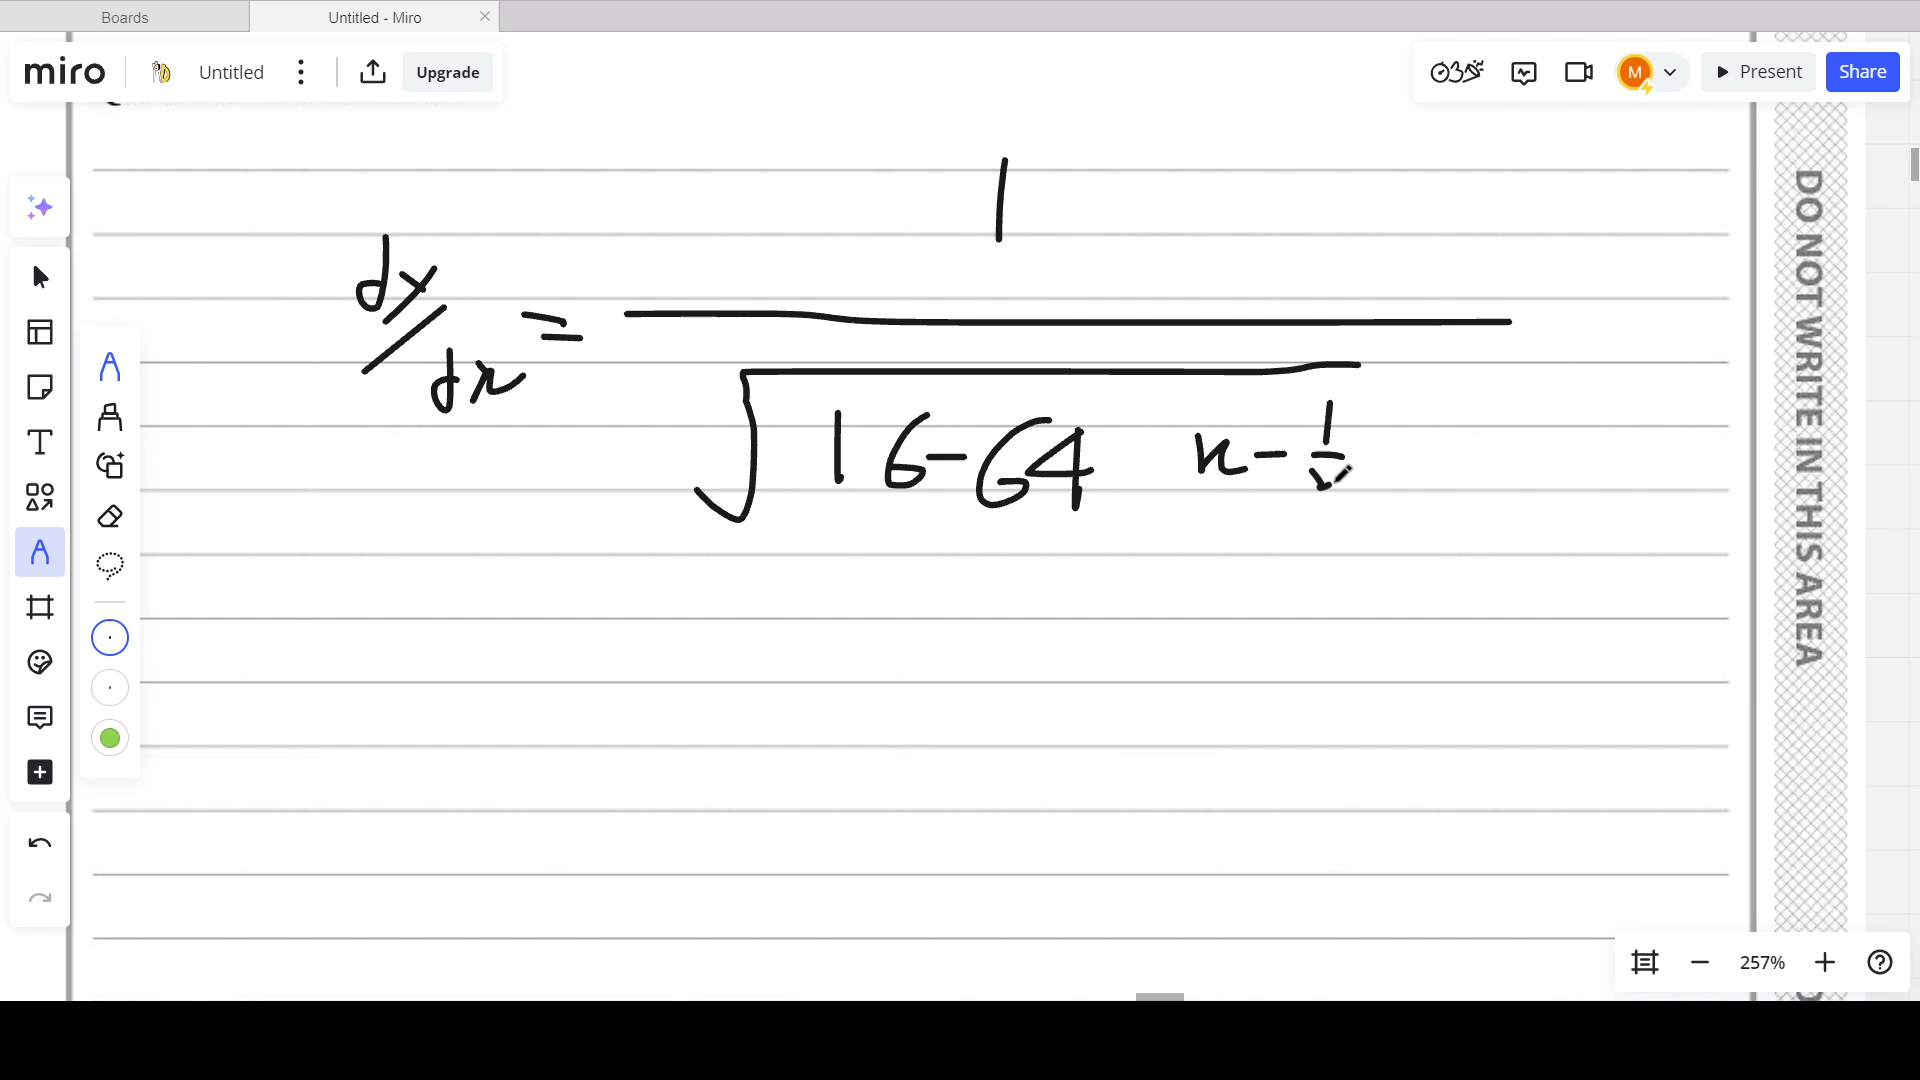 Boards
Untitled - Miro
miro
Untitled
Upgrade
M
Present
Share
1
dy/dx =
√16-64 x-1/
T
257%
DO NOT WRITE IN THIS AREA